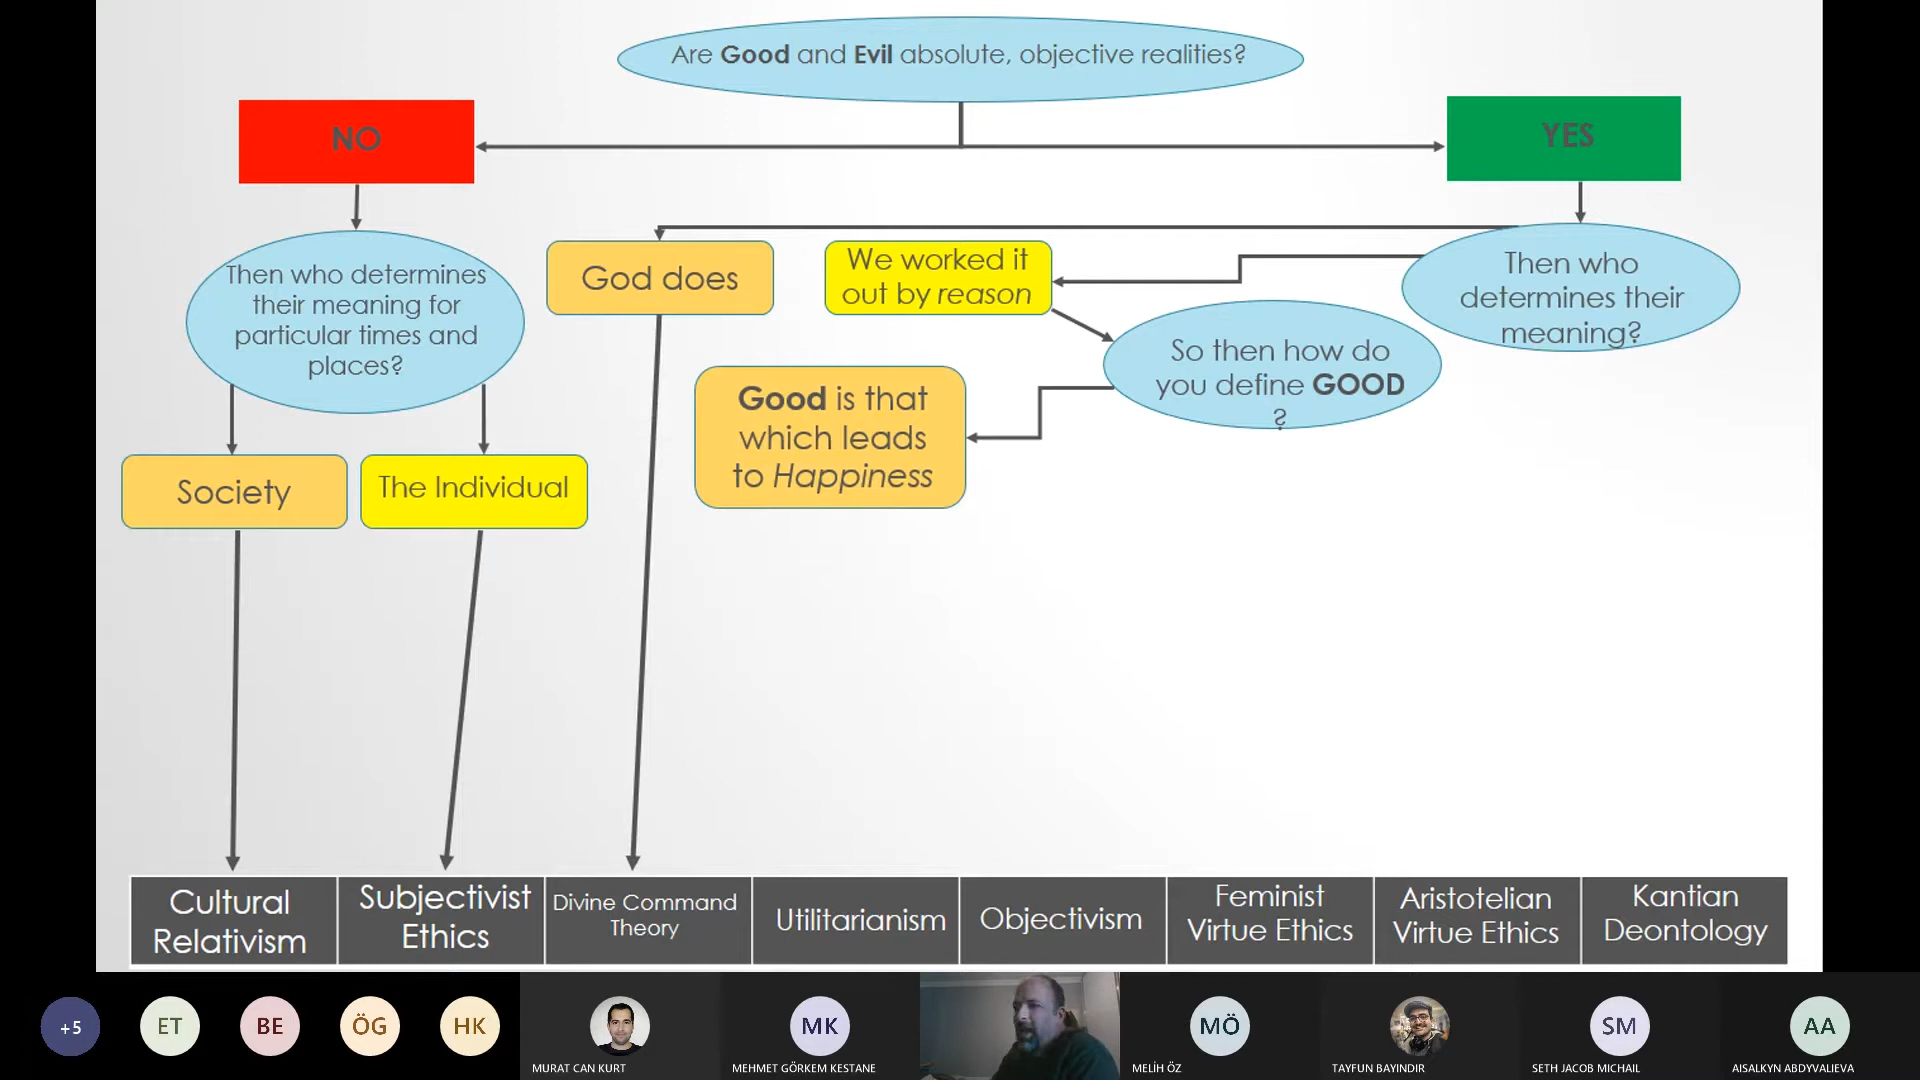 Are Good and Evil absolute, objective realities?
NO
YES
Then who determines
their meaning for
particular times and
places?
God does
We worked it
out by reason
Then who
determines their
meaning?
So then how do
you define GOOD
?
Good is that
which leads
to Happiness
Society
The Individual
Cultural
Relativism
Subjectivist
Ethics
Divine Command
Theory
Utilitarianism
Objectivism
Feminist
Virtue Ethics
Aristotelian
Virtue Ethics
Kantian
Deontology
+5
ET
BE
ÖG
HK
MURAT CAN KURT
MK
MEHMET GÖRKEM KESTANE
MÖ
MELİH ÖZ
TAYFUN BAYINDIR
SM
SETH JACOB MICHAIL
AA
AISALKYN ABDYVALIEVA